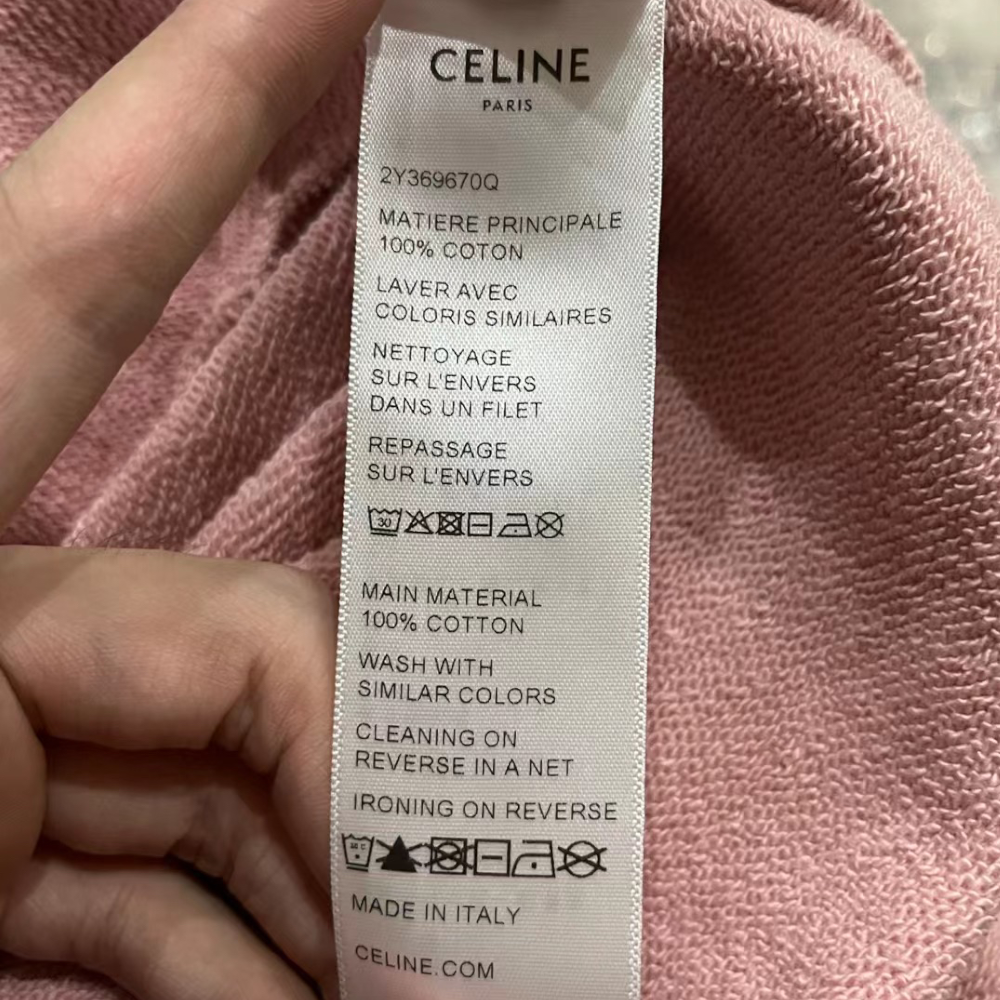 CELINE
PARIS
2Y369670Q
MATIERE PRINCIPALE
100% COTON
LAVER AVEC
COLORIS SIMILAIRES
NETTOYAGE
SUR L'ENVERS
DANS UN FILET
REPASSAGE
SUR L'ENVERS
30
MAIN MATERIAL
100% COTTON
WASH WITH
SIMILAR COLORS
CLEANING ON
REVERSE IN A NET
IRONING ON REVERSE
MADE IN ITALY
CELINE.COM